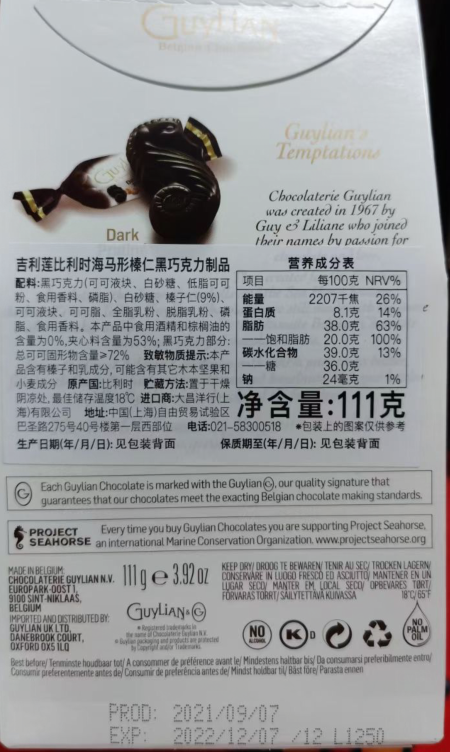 GUYLIAN
Belgian Chocolates
Guylian's
Temptations
Chocolaterie Guylian
was created in 1967 by
Guy & Liliane who joined
their names by passion for
Dark
吉利莲比利时海马形榛仁黑巧克力制品
配料:黑巧克力(可可液块、白砂糖、低脂可可
粉、食用香料、磷脂)、白砂糖、榛子仁(9%)、
可可液块、可可脂、全脂乳粉、脱脂乳粉、磷
脂、食用香料。本产品中食用酒精和棕榈油的
含量为0%,夹心料含量为53%; 黑巧克力部分:
总可可固形物含量≥72% 致敏物质提示:本产
品含有榛子和乳成分,可能含有其它木本坚果和
小麦成分 原产国:比利时 贮藏方法:置于干燥
阴凉处,最佳储存温度18℃ 进口商:大昌洋行(上
海)有限公司 地址:中国(上海)自由贸易试验区
巴圣路275号40号楼第一层西部位 电话:021-58300518
生产日期(年/月/日): 见包装背面 保质期至(年/月/日): 见包装背面
营养成分表
项目 每100克 NRV%
能量 2207千焦 26%
蛋白质 8.1克 14%
脂肪 38.0克 63%
——饱和脂肪 20.0克 100%
碳水化合物 39.0克 13%
——糖 36.0克
钠 24毫克 1%
净含量:111克
*包装上的图案仅供参考
Each Guylian Chocolate is marked with the Guylian G, our quality signature that
guarantees that our chocolates meet the exacting Belgian chocolate making standards.
PROJECT
SEAHORSE
Every time you buy Guylian Chocolates you are supporting Project Seahorse,
an international Marine Conservation Organization. www.projectseahorse.org
MADE IN BELGIUM:
CHOCOLATERIE GUYLIAN N.V.
EUROPARK-OOST 1,
9100 SINT-NIKLAAS,
BELGIUM
IMPORTED AND DISTRIBUTED BY:
GUYLIAN UK LTD,
DANEBROOK COURT,
OXFORD OX5 1LQ
111 g e 3.92 oz
GUYLIAN & G
® Registered trademarks in
the name of Chocolaterie Guylian N.V.
Guylian packaging and products are protected
by Copyright and/or Trademarks.
KEEP DRY/ DROOG TE BEWAREN/ TENIR AU SEC/ TROCKEN LAGERN/
CONSERVARE IN LUOGO FRESCO ED ASCIUTTO/ MANTENER EN UN
LUGAR SECO/ MANTER EM LOCAL SECO/ OPBEVARES TØRT/
FÖRVARAS TORRT/ SÄILYTETTÄVÄ KUIVASSA
18°C/ 65°F
NO
ALCOHOL
K D
NO
PALM
OIL
Best before/ Tenminste houdbaar tot/ A consommer de préférence avant le/ Mindestens haltbar bis/ Da consumarsi preferibilmente entro/
Consumir preferentemente antes de/ Consumir de preferência antes de/ Mindst holdbar til/ Bäst före/ Parasta ennen
PROD: 2021/09/07
EXP: 2022/12/07 /12 L1250